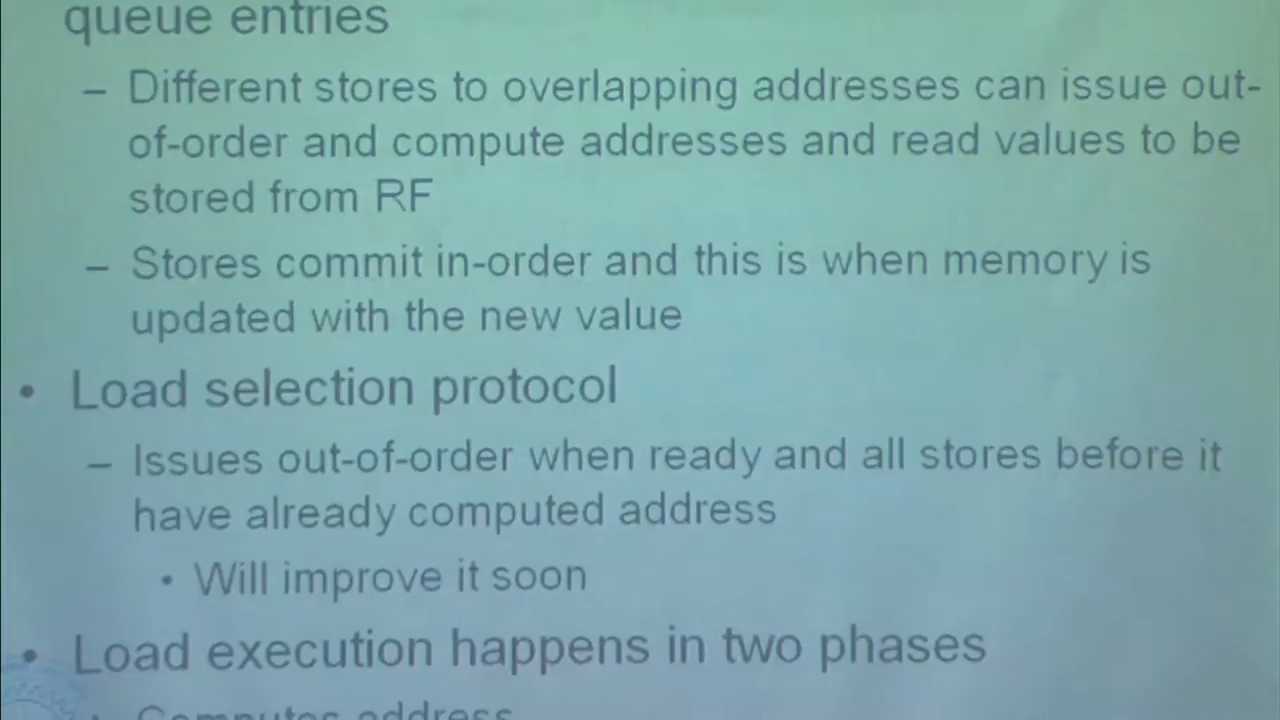 queue entries
– Different stores to overlapping addresses can issue out-
of-order and compute addresses and read values to be
stored from RF
– Stores commit in-order and this is when memory is
updated with the new value
• Load selection protocol
– Issues out-of-order when ready and all stores before it
have already computed address
• Will improve it soon
• Load execution happens in two phases
Computes address